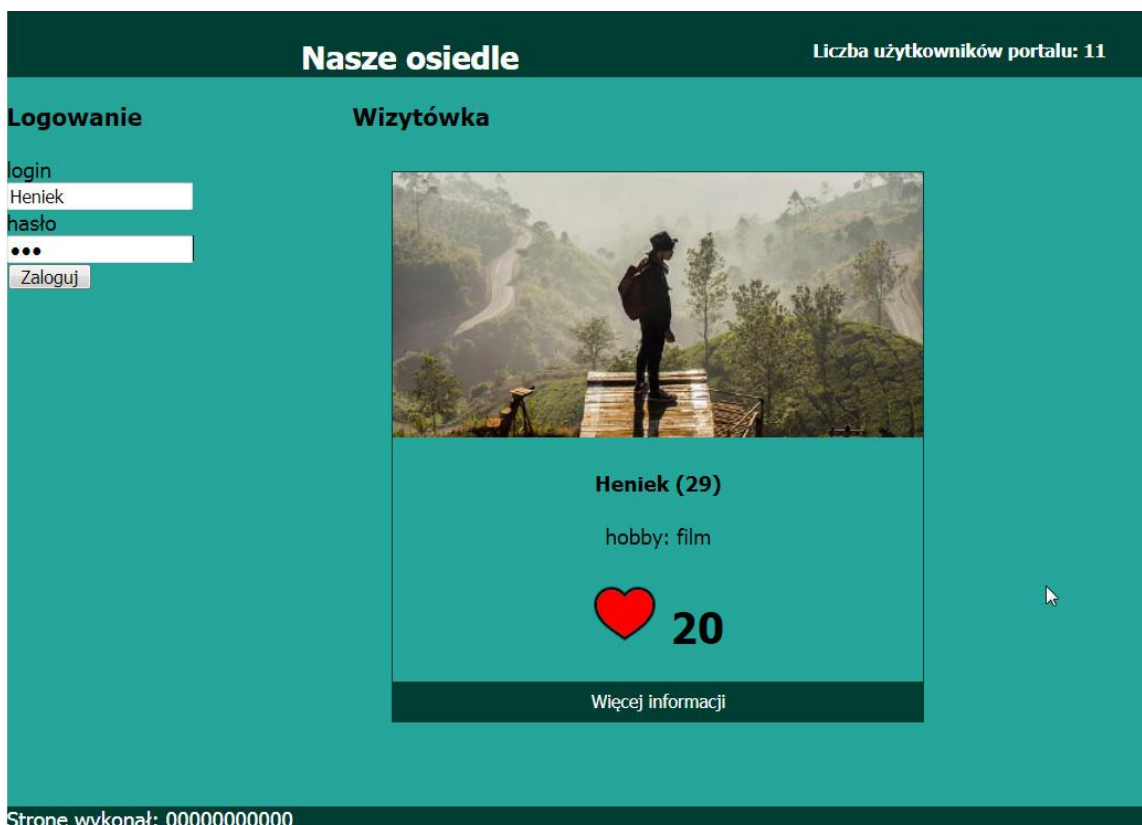 Nasze osiedle
Liczba użytkowników portalu: 11
Logowanie
login
Heniek
hasło
Zaloguj
Wizytówka
Heniek (29)
hobby: film
20
Więcej informacji
Stronę wykonał: 00000000000